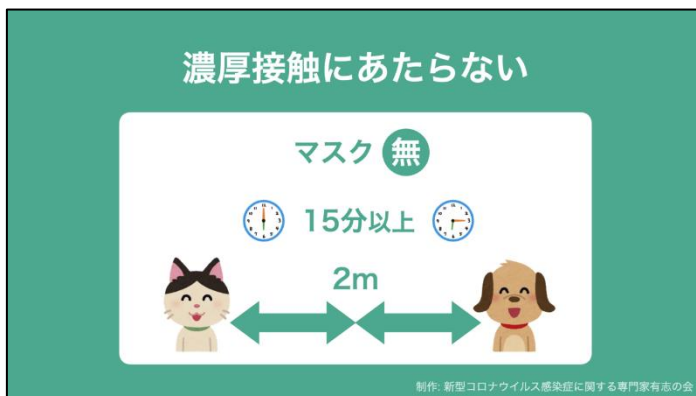 濃厚接触にあたらない
マスク 無
15分以上
2m
制作: 新型コロナウイルス感染症に関する専門家有志の会